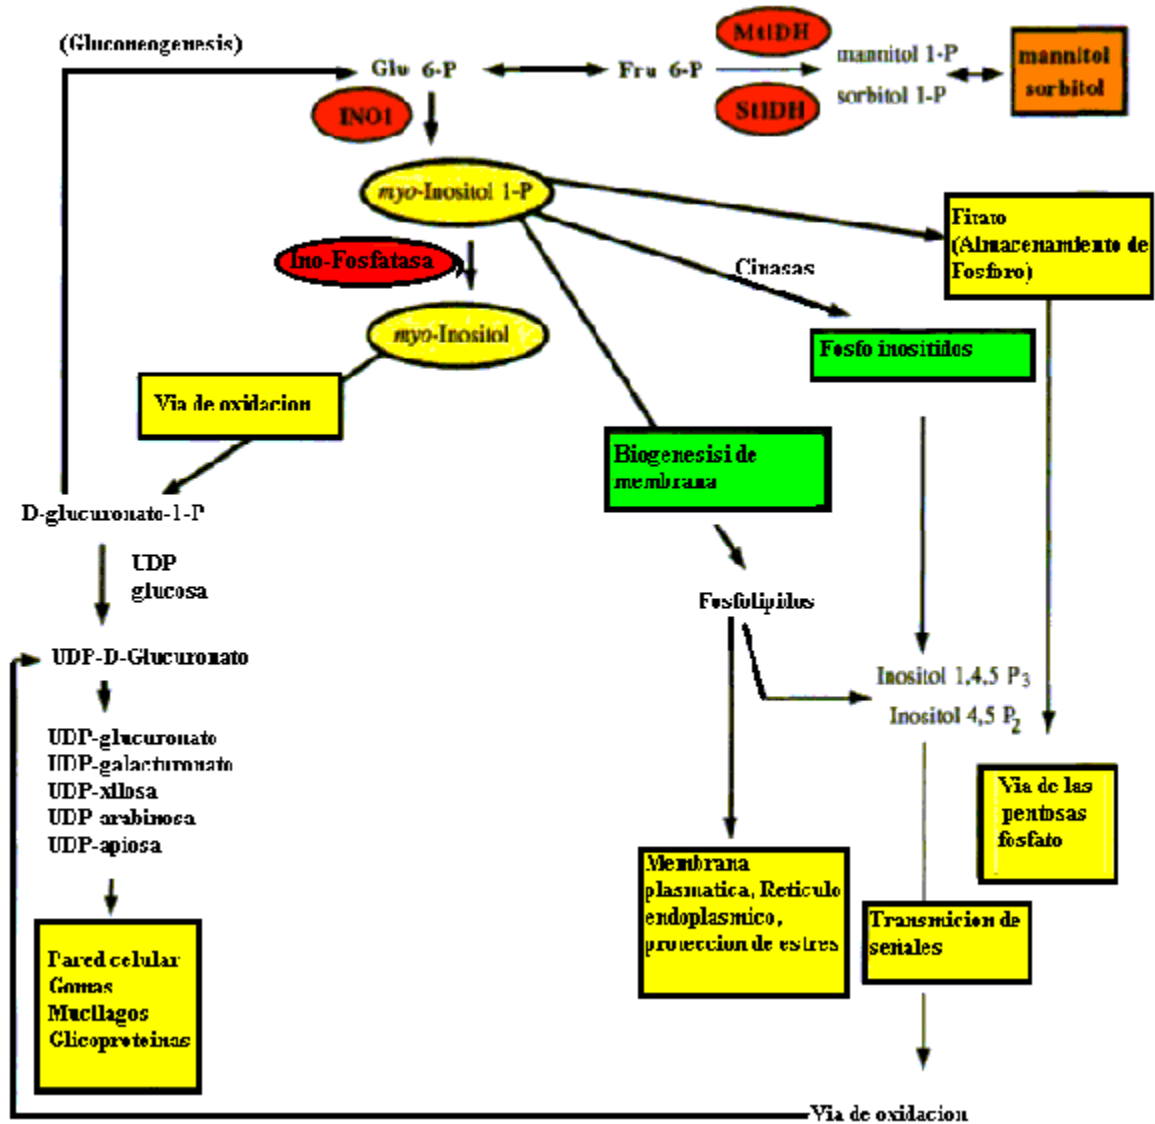 (Gluconeogenesis)
Glu 6-P
Fru 6-P
MtlDH
mannitol 1-P
sorbitol 1-P
StlDH
mannitol
sorbitol
INO1
myo-Inositol 1-P
Ino-Fosfatasa
myo-Inositol
Cinasas
Fitato
(Almacenamiento de
Fosforo)
Fosfo inositidos
Via de oxidacion
Biogenesisi de
membrana
D-glucuronato-1-P
UDP
glucosa
Fosfolipidos
UDP-D-Glucuronato
Inositol 1,4,5 P3
Inositol 4,5 P2
UDP-glucuronato
UDP-galacturonato
UDP-xilosa
UDP arabinosa
UDP-apiosa
Via de las
pentosas
fosfato
Membrana
plasmatica, Reticulo
endoplasmico,
proteccion de estres
Transmicion de
señales
Pared celular
Gomas
Mucilagos
Glicoproteinas
Via de oxidacion